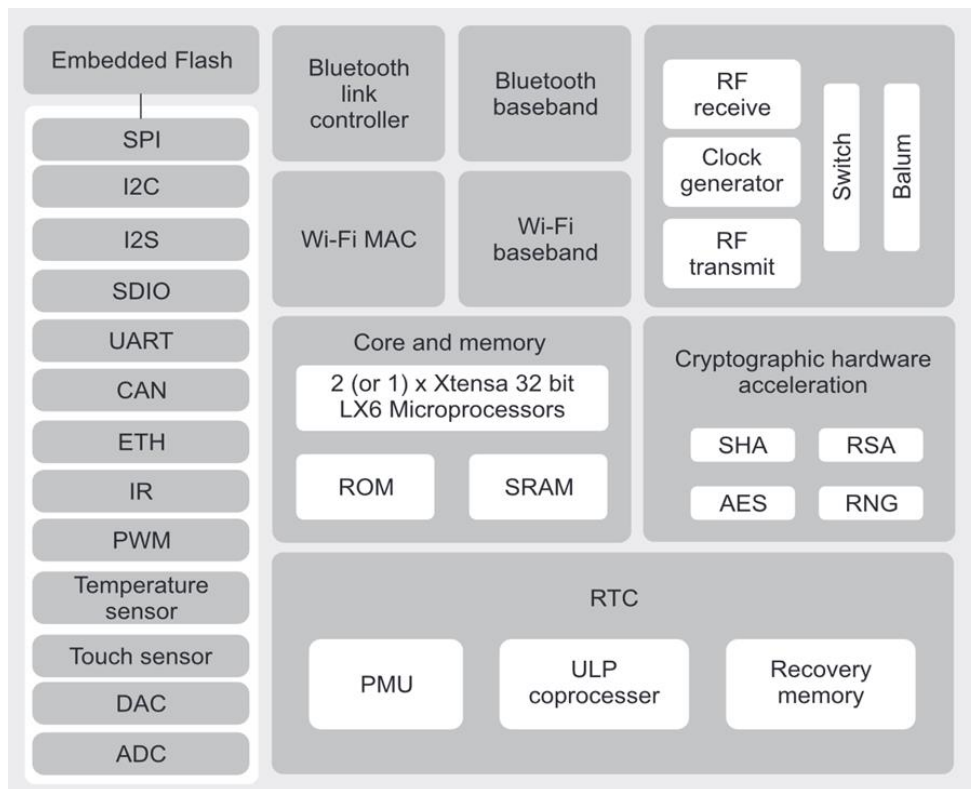 Embedded Flash
SPI
I2C
I2S
SDIO
UART
CAN
ETH
IR
PWM
Temperature
sensor
Touch sensor
DAC
ADC
Bluetooth
link
controller
Bluetooth
baseband
Wi-Fi MAC
Wi-Fi
baseband
RF
receive
Clock
generator
RF
transmit
Switch
Balum
Core and memory
2 (or 1) x Xtensa 32 bit
LX6 Microprocessors
ROM
SRAM
Cryptographic hardware
acceleration
SHA
RSA
AES
RNG
RTC
PMU
ULP
coprocesser
Recovery
memory